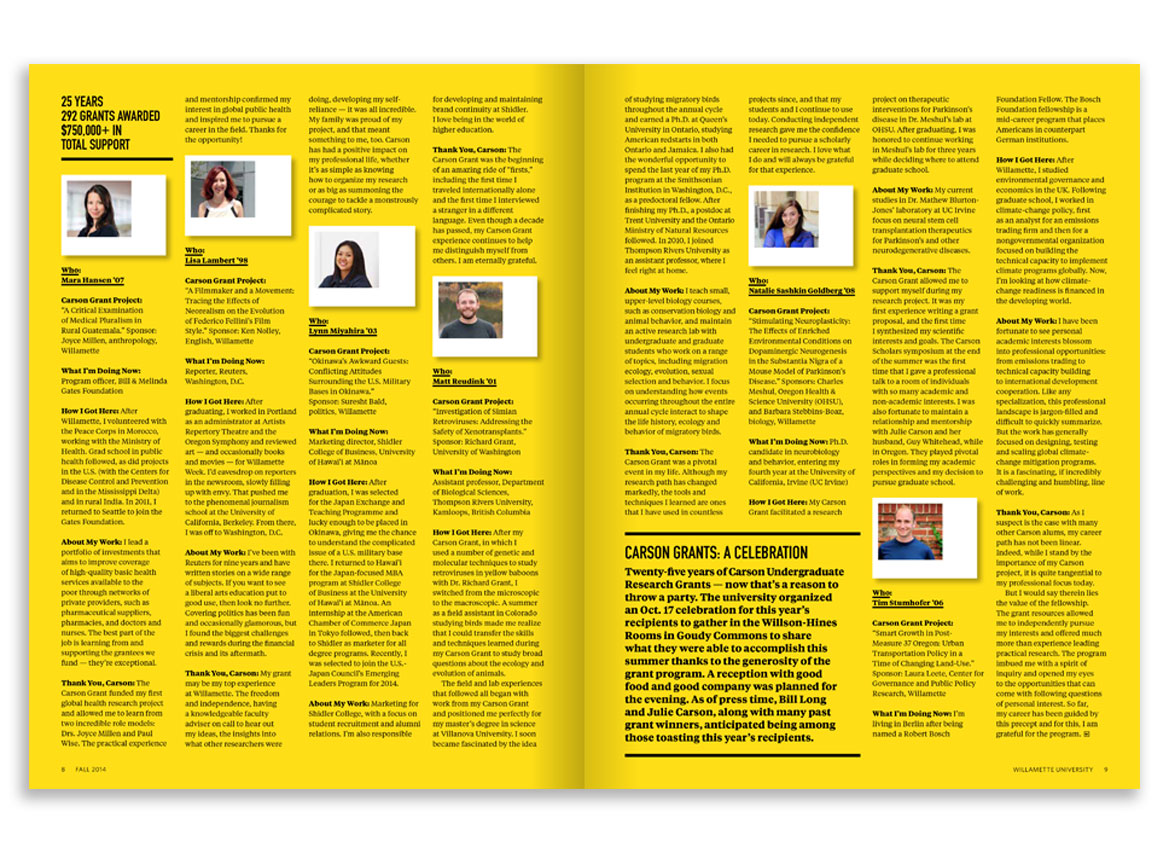 25 YEARS
292 GRANTS AWARDED
$750,000+ IN
TOTAL SUPPORT
Who:
Mara Hansen ’07
Carson Grant Project:
“A Critical Examination
of Medical Pluralism in
Rural Guatemala.” Sponsor:
Joyce Millen, anthropology,
Willamette
What I’m Doing Now:
Program officer, Bill & Melinda
Gates Foundation
How I Got Here: After
Willamette, I volunteered with
the Peace Corps in Morocco,
working with the Ministry of
Health. Grad school in public
health followed, as did projects
in the U.S. (with the Centers for
Disease Control and Prevention
and in the Mississippi Delta)
and in rural India. In 2011, I
returned to Seattle to join the
Gates Foundation.
About My Work: I lead a
portfolio of investments that
aims to improve coverage
of high-quality basic health
services available to the
poor through networks of
private providers, such as
pharmaceutical suppliers,
pharmacies, and doctors and
nurses. The best part of the
job is learning from and
supporting the grantees we
fund — they’re exceptional.
Thank You, Carson: The
Carson Grant funded my first
global health research project
and allowed me to learn from
two incredible role models:
Drs. Joyce Millen and Paul
Wise. The practical experience
and mentorship confirmed my
interest in global public health
and inspired me to pursue a
career in the field. Thanks for
the opportunity!
Who:
Lisa Lambert ’98
Carson Grant Project:
“A Filmmaker and a Movement:
Tracing the Effects of
Neorealism on the Evolution
of Federico Fellini’s Film
Style.” Sponsor: Ken Nolley,
English, Willamette
What I’m Doing Now:
Reporter, Reuters,
Washington, D.C.
How I Got Here: After
graduating, I worked in Portland
as an administrator at Artists
Repertory Theatre and the
Oregon Symphony and reviewed
art — and occasionally books
and movies — for Willamette
Week. I’d eavesdrop on reporters
in the newsroom, slowly filling
up with envy. That pushed me
to the phenomenal journalism
school at the University of
California, Berkeley. From there,
I was off to Washington, D.C.
About My Work: I’ve been with
Reuters for nine years and have
written stories on a wide range
of subjects. If you want to see
a liberal arts education put to
good use, then look no further.
Covering politics has been fun
and occasionally glamorous, but
I found the biggest challenges
and rewards during the financial
crisis and its aftermath.
Thank You, Carson: My grant
may be my top experience
at Willamette. The freedom
and independence, having
a knowledgeable faculty
adviser on call to hear out
my ideas, the insights into
what other researchers were
doing, developing my self-
reliance — it was all incredible.
My family was proud of my
project, and that meant
something to me, too. Carson
has had a positive impact on
my professional life, whether
it’s as simple as knowing
how to organize my research
or as big as summoning the
courage to tackle a monstrously
complicated story.
Who:
Lynn Miyahira ’03
Carson Grant Project:
“Okinawa’s Awkward Guests:
Conflicting Attitudes
Surrounding the U.S. Military
Bases in Okinawa.”
Sponsor: Suresht Bald,
politics, Willamette
What I’m Doing Now:
Marketing director, Shidler
College of Business, University
of Hawai‘i at Mānoa
How I Got Here: After
graduation, I was selected
for the Japan Exchange and
Teaching Programme and
lucky enough to be placed in
Okinawa, giving me the chance
to understand the complicated
issue of a U.S. military base
there. I returned to Hawai‘i
for the Japan-focused MBA
program at Shidler College
of Business at the University
of Hawai‘i at Mānoa. An
internship at the American
Chamber of Commerce Japan
in Tokyo followed, then back
to Shidler as marketer for all
degree programs. Recently, I
was selected to join the U.S.-
Japan Council’s Emerging
Leaders Program for 2014.
About My Work: Marketing for
Shidler College, with a focus on
student recruitment and alumni
relations. I’m also responsible
for developing and maintaining
brand continuity at Shidler.
I love being in the world of
higher education.
Thank You, Carson: The
Carson Grant was the beginning
of an amazing ride of “firsts,”
including the first time I
traveled internationally alone
and the first time I interviewed
a stranger in a different
language. Even though a decade
has passed, my Carson Grant
experience continues to help
me distinguish myself from
others. I am eternally grateful.
Who:
Matt Reudink ’01
Carson Grant Project:
“Investigation of Simian
Retroviruses: Addressing the
Safety of Xenotransplants.”
Sponsor: Richard Grant,
University of Washington
What I’m Doing Now:
Assistant professor, Department
of Biological Sciences,
Thompson Rivers University,
Kamloops, British Columbia
How I Got Here: After my
Carson Grant, in which I
used a number of genetic and
molecular techniques to study
retroviruses in yellow baboons
with Dr. Richard Grant, I
switched from the microscopic
to the macroscopic. A summer
as a field assistant in Colorado
studying birds made me realize
that I could transfer the skills
and techniques learned during
my Carson Grant to study broad
questions about the ecology and
evolution of animals.
The field and lab experiences
that followed all began with
work from my Carson Grant
and positioned me perfectly for
my master’s degree in science
at Villanova University. I soon
became fascinated by the idea
of studying migratory birds
throughout the annual cycle
and earned a Ph.D. at Queen’s
University in Ontario, studying
American redstarts in both
Ontario and Jamaica. I also had
the wonderful opportunity to
spend the last year of my Ph.D.
program at the Smithsonian
Institution in Washington, D.C.,
as a predoctoral fellow. After
finishing my Ph.D., a postdoc at
Trent University and the Ontario
Ministry of Natural Resources
followed. In 2010, I joined
Thompson Rivers University as
an assistant professor, where I
feel right at home.
About My Work: I teach small,
upper-level biology courses,
such as conservation biology and
animal behavior, and maintain
an active research lab with
undergraduate and graduate
students who work on a range
of topics, including migration
ecology, evolution, sexual
selection and behavior. I focus
on understanding how events
occurring throughout the entire
annual cycle interact to shape
the life history, ecology and
behavior of migratory birds.
Thank You, Carson: The
Carson Grant was a pivotal
event in my life. Although my
research path has changed
markedly, the tools and
techniques I learned are ones
that I have used in countless
projects since, and that my
students and I continue to use
today. Conducting independent
research gave me the confidence
I needed to pursue a scholarly
career in research. I love what
I do and will always be grateful
for that experience.
Who:
Natalie Sashkin Goldberg ’08
Carson Grant Project:
“Stimulating Neuroplasticity:
The Effects of Enriched
Environmental Conditions on
Dopaminergic Neurogenesis
in the Substantia Nigra of a
Mouse Model of Parkinson’s
Disease.” Sponsors: Charles
Meshul, Oregon Health &
Science University (OHSU),
and Barbara Stebbins-Boaz,
biology, Willamette
What I’m Doing Now: Ph.D.
candidate in neurobiology
and behavior, entering my
fourth year at the University of
California, Irvine (UC Irvine)
How I Got Here: My Carson
Grant facilitated a research
project on therapeutic
interventions for Parkinson’s
disease in Dr. Meshul’s lab at
OHSU. After graduating, I was
honored to continue working
in Meshul’s lab for three years
while deciding where to attend
graduate school.
About My Work: My current
studies in Dr. Mathew Blurton-
Jones’ laboratory at UC Irvine
focus on neural stem cell
transplantation therapeutics
for Parkinson’s and other
neurodegenerative diseases.
Thank You, Carson: The
Carson Grant allowed me to
support myself during my
research project. It was my
first experience writing a grant
proposal, and the first time
I synthesized my scientific
interests and goals. The Carson
Scholars symposium at the end
of the summer was the first
time that I gave a professional
talk to a room of individuals
with so many academic and
non-academic interests. I was
also fortunate to maintain a
relationship and mentorship
with Julie Carson and her
husband, Guy Whitehead, while
in Oregon. They played pivotal
roles in forming my academic
perspectives and my decision to
pursue graduate school.
Who:
Tim Stumhofer ’06
Carson Grant Project:
“Smart Growth in Post-
Measure 37 Oregon: Urban
Transportation Policy in a
Time of Changing Land-Use.”
Sponsor: Laura Leete, Center for
Governance and Public Policy
Research, Willamette
What I’m Doing Now: I’m
living in Berlin after being
named a Robert Bosch
Foundation Fellow. The Bosch
Foundation fellowship is a
mid-career program that places
Americans in counterpart
German institutions.
How I Got Here: After
Willamette, I studied
environmental governance and
economics in the UK. Following
graduate school, I worked in
climate-change policy, first
as an analyst for an emissions
trading firm and then for a
nongovernmental organization
focused on building the
technical capacity to implement
climate programs globally. Now,
I’m looking at how climate-
change readiness is financed in
the developing world.
About My Work: I have been
fortunate to see personal
academic interests blossom
into professional opportunities:
from emissions trading to
technical capacity building
to international development
cooperation. Like any
specialization, this professional
landscape is jargon-filled and
difficult to quickly summarize.
But the work has generally
focused on designing, testing
and scaling global climate-
change mitigation programs.
It is a fascinating, if incredibly
challenging and humbling, line
of work.
Thank You, Carson: As I
suspect is the case with many
other Carson alums, my career
path has not been linear.
Indeed, while I stand by the
importance of my Carson
project, it is quite tangential to
my professional focus today.
But I would say therein lies
the value of the fellowship.
The grant resources allowed
me to independently pursue
my interests and offered much
more than experience leading
practical research. The program
imbued me with a spirit of
inquiry and opened my eyes
to the opportunities that can
come with following questions
of personal interest. So far,
my career has been guided by
this precept and for this, I am
grateful for the program.
CARSON GRANTS: A CELEBRATION
Twenty-five years of Carson Undergraduate
Research Grants — now that’s a reason to
throw a party. The university organized
an Oct. 17 celebration for this year’s
recipients to gather in the Willson-Hines
Rooms in Goudy Commons to share
what they were able to accomplish this
summer thanks to the generosity of the
grant program. A reception with good
food and good company was planned for
the evening. As of press time, Bill Long
and Julie Carson, along with many past
grant winners, anticipated being among
those toasting this year’s recipients.
8 FALL 2014
WILLAMETTE UNIVERSITY 9